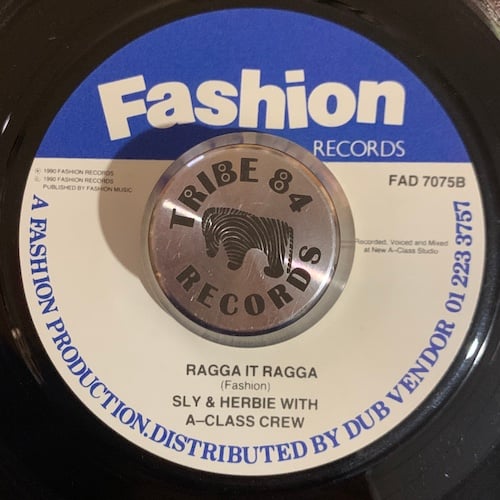 Fashion
RECORDS
℗ 1990 FASHION RECORDS
© 1990 FASHION RECORDS
PUBLISHED BY FASHION MUSIC
FAD 7075B
TRIBE 84
RECORDS
Recorded, Voiced and Mixed
at New A-Class Studio
RAGGA IT RAGGA
(Fashion)
SLY & HERBIE WITH
A-CLASS CREW
A FASHION PRODUCTION.DISTRIBUTED BY DUB VENDOR 01 223 3757